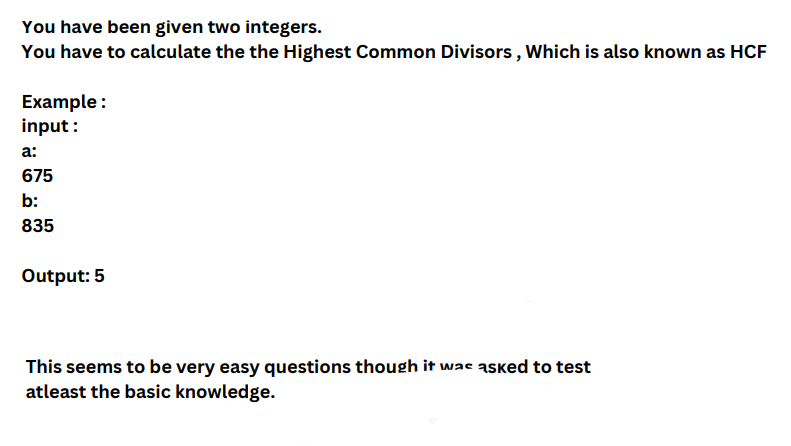 You have been given two integers.
You have to calculate the the Highest Common Divisors , Which is also known as HCF
Example :
input :
a:
675
b:
835
Output: 5
This seems to be very easy questions though it was asked to test
atleast the basic knowledge.